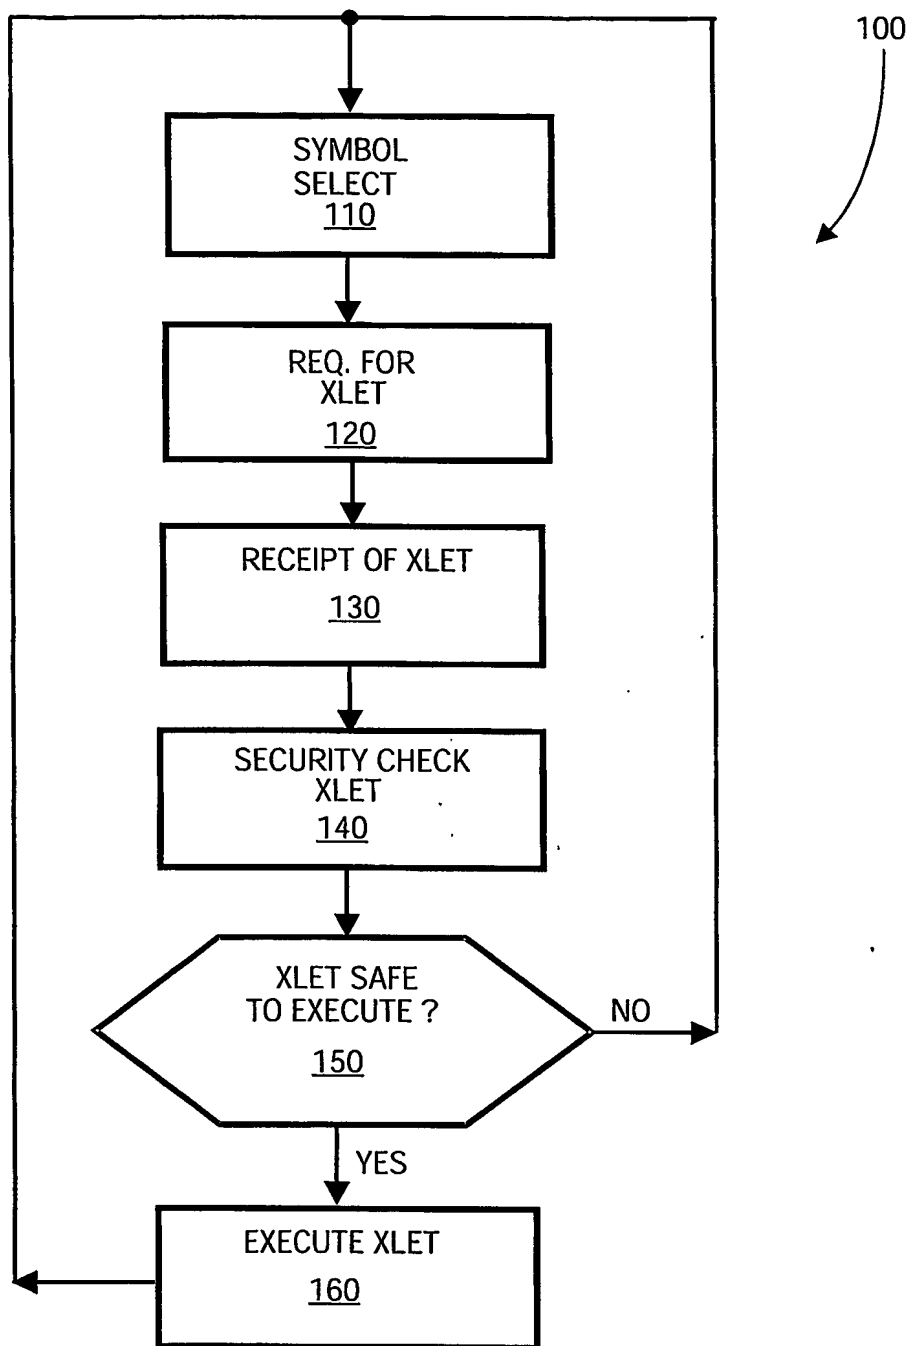 100
SYMBOL
SELECT
110
REQ. FOR
XLET
120
RECEIPT OF XLET
130
SECURITY CHECK
XLET
140
XLET SAFE
TO EXECUTE ?
150
NO
YES
EXECUTE XLET
160